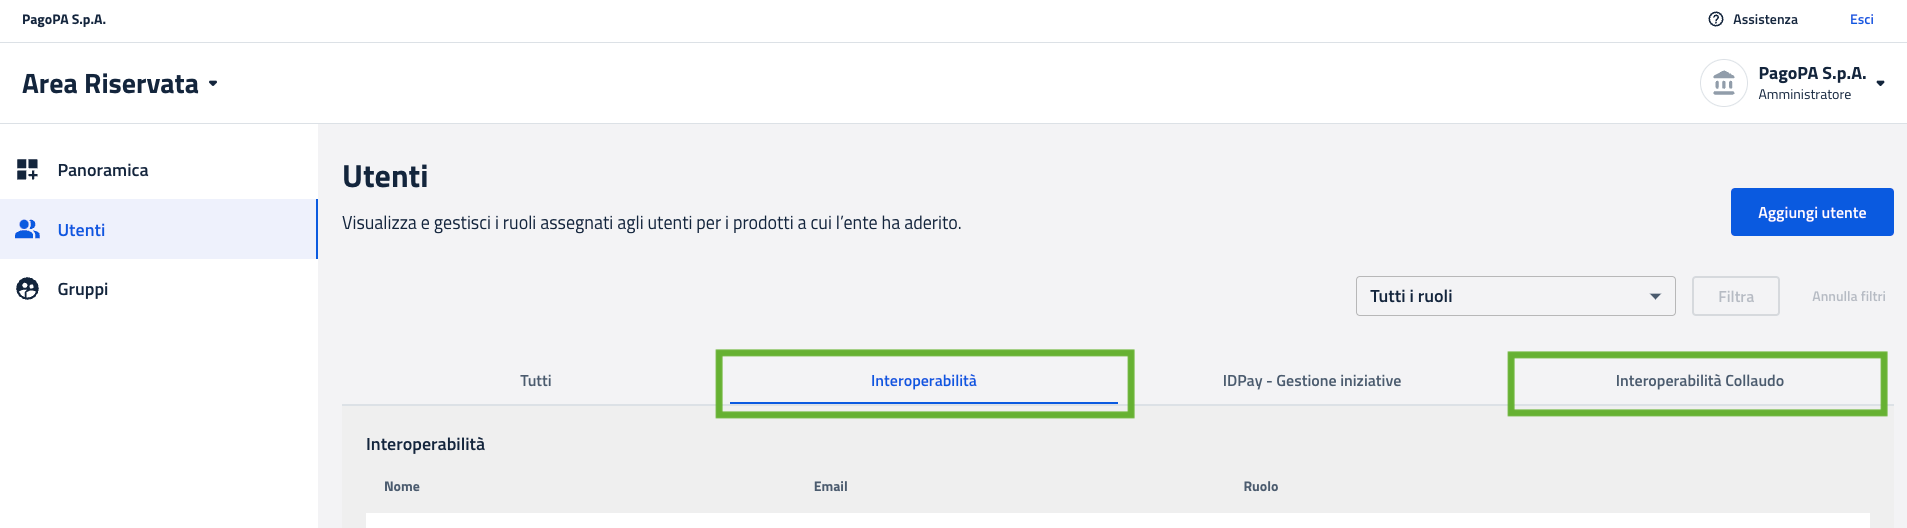 PagoPA S.p.A.
Assistenza
Esci
Area Riservata
PagoPA S.p.A.
Amministratore
Panoramica
Utenti
Gruppi
Utenti
Visualizza e gestisci i ruoli assegnati agli utenti per i prodotti a cui l'ente ha aderito.
Aggiungi utente
Tutti i ruoli
Filtra
Annulla filtri
Tutti
Interoperabilità
IDPay - Gestione iniziative
Interoperabilità Collaudo
Interoperabilità
Nome
Email
Ruolo